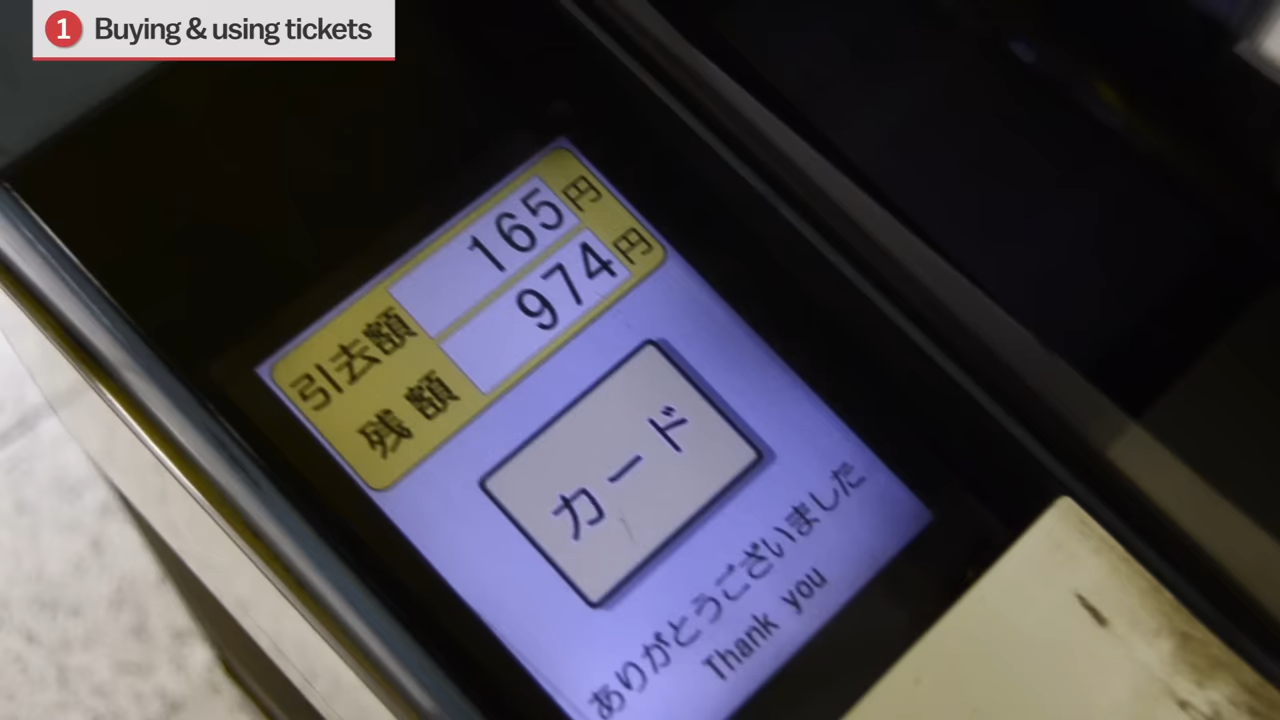 1 Buying & using tickets
引去額 165円
残額 974円
カード
ありがとうございました
Thank you